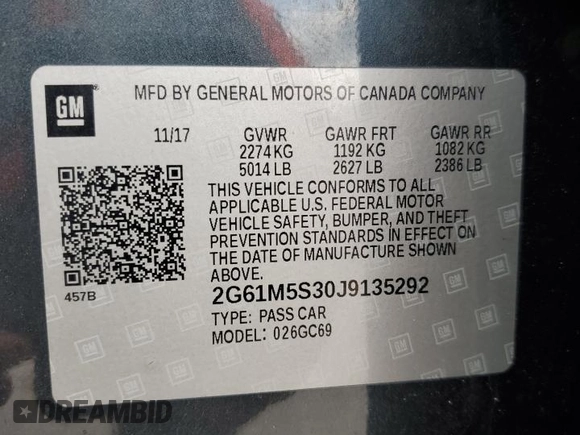 GM
MFD BY GENERAL MOTORS OF CANADA COMPANY
11/17 GVWR GAWR FRT GAWR RR
2274 KG 1192 KG 1082 KG
5014 LB 2627 LB 2386 LB
THIS VEHICLE CONFORMS TO ALL
APPLICABLE U.S. FEDERAL MOTOR
VEHICLE SAFETY, BUMPER, AND THEFT
PREVENTION STANDARDS IN EFFECT ON
THE DATE OF MANUFACTURE SHOWN
ABOVE.
457B
2G61M5S30J9135292
TYPE: PASS CAR
MODEL: 026GC69
DREAMBID